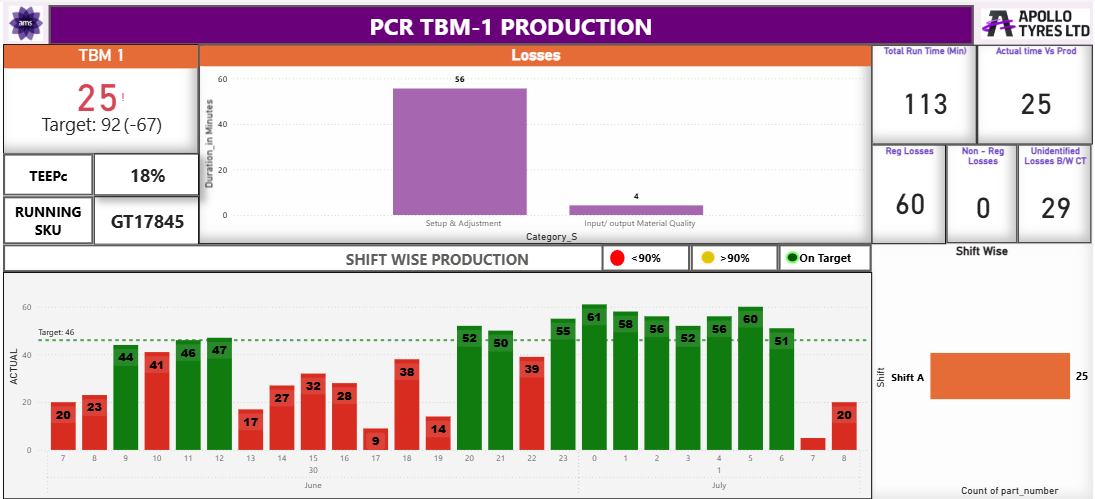 ams
PCR TBM-1 PRODUCTION
APOLLO
TYRES LTD
TBM 1
25!
Target: 92 (-67)
TEEPc
18%
RUNNING
SKU
GT17845
Losses
Duration_in Minutes
60
40
20
0
56
4
Setup & Adjustment
Input/ output Material Quality
Category_S
Total Run Time (Min)
113
Actual time Vs Prod
25
Reg Losses
60
Non - Reg
Losses
0
Unidentified
Losses B/W CT
29
SHIFT WISE PRODUCTION
<90%
>90%
On Target
ACTUAL
60
40
20
0
Target: 46
20 23 44 41 46 47 17 27 32 28 9 38 14 52 50 39 55 61 58 56 52 56 60 51 20
7 8 9 10 11 12 13 14 15 16 17 18 19 20 21 22 23 0 1 2 3 4 5 6 7 8
30 1
June July
Shift Wise
Shift
Shift A
25
Count of part_number